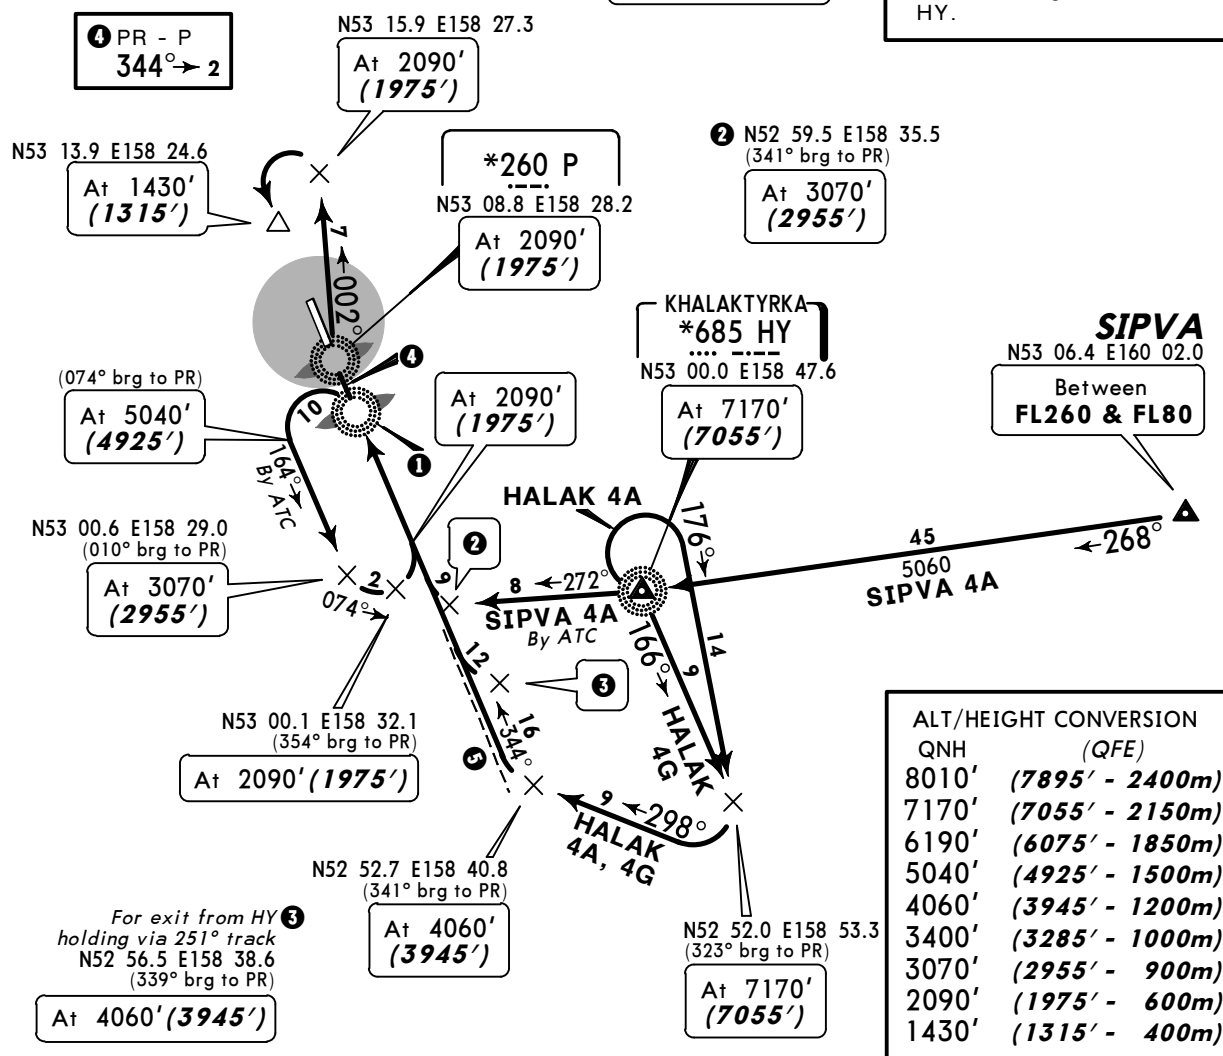 HY.
❹ PR - P
344°→ 2
N53 15.9 E158 27.3
At 2090'
(1975')
N53 13.9 E158 24.6
At 1430'
(1315')
*260 P
N53 08.8 E158 28.2
At 2090'
(1975')
❷ N52 59.5 E158 35.5
(341° brg to PR)
At 3070'
(2955')
7
←002°
KHALAKTYRKA
*685 HY
N53 00.0 E158 47.6
At 7170'
(7055')
SIPVA
N53 06.4 E160 02.0
Between
FL260 & FL80
❹
(074° brg to PR)
At 5040'
(4925')
10
At 2090'
(1975')
❶
164°→
By ATC
HALAK 4A
176°→
45
←268°
5060
SIPVA 4A
N53 00.6 E158 29.0
(010° brg to PR)
At 3070'
(2955')
2
074°→
❷
9
8 ←272°
SIPVA 4A
By ATC
166°→
9
14
12
❸
HALAK
4G
N53 00.1 E158 32.1
(354° brg to PR)
At 2090' (1975')
16
←344°
❺
9 ←298°
HALAK
4A, 4G
N52 52.7 E158 40.8
(341° brg to PR)
At 4060'
(3945')
N52 52.0 E158 53.3
(323° brg to PR)
At 7170'
(7055')
For exit from HY ❸
holding via 251° track
N52 56.5 E158 38.6
(339° brg to PR)
At 4060' (3945')
ALT/HEIGHT CONVERSION
QNH (QFE)
8010' (7895' - 2400m)
7170' (7055' - 2150m)
6190' (6075' - 1850m)
5040' (4925' - 1500m)
4060' (3945' - 1200m)
3400' (3285' - 1000m)
3070' (2955' - 900m)
2090' (1975' - 600m)
1430' (1315' - 400m)